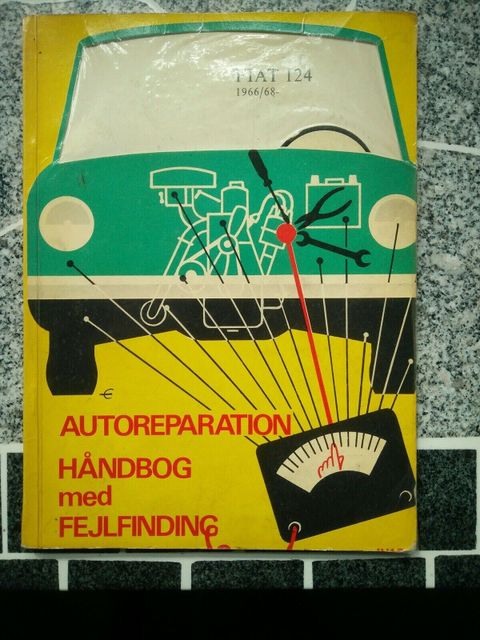 FIAT 124
1966/68-
AUTOREPARATION
HÅNDBOG
med
FEJLFINDING